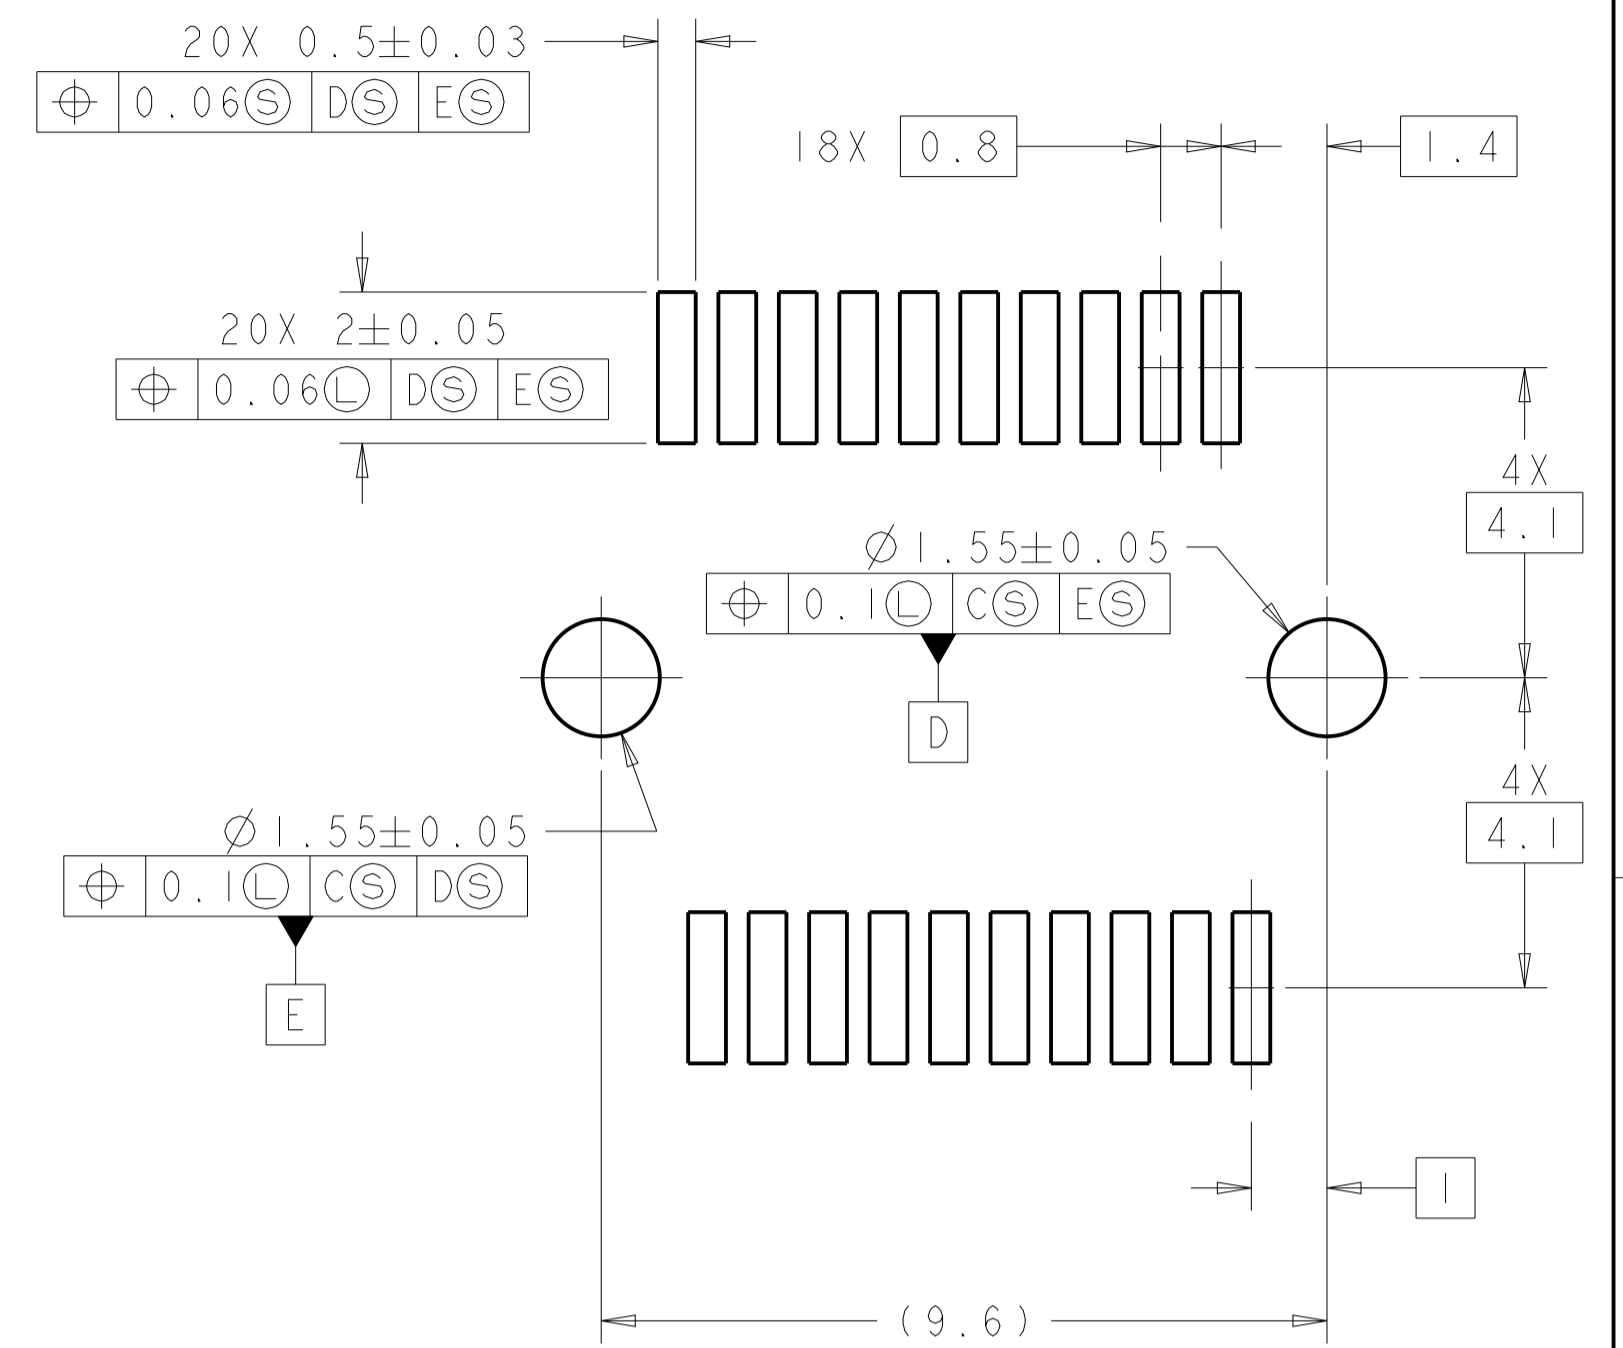 20X 0.5±0.03
⌖ 0.06Ⓢ DⓈ EⓈ
18X 0.8
1.4
20X 2±0.05
⌖ 0.06Ⓛ DⓈ EⓈ
4X
4.1
Ø1.55±0.05
⌖ 0.1Ⓛ CⓈ EⓈ
D
4X
4.1
Ø1.55±0.05
⌖ 0.1Ⓛ CⓈ DⓈ
E
1
(9.6)